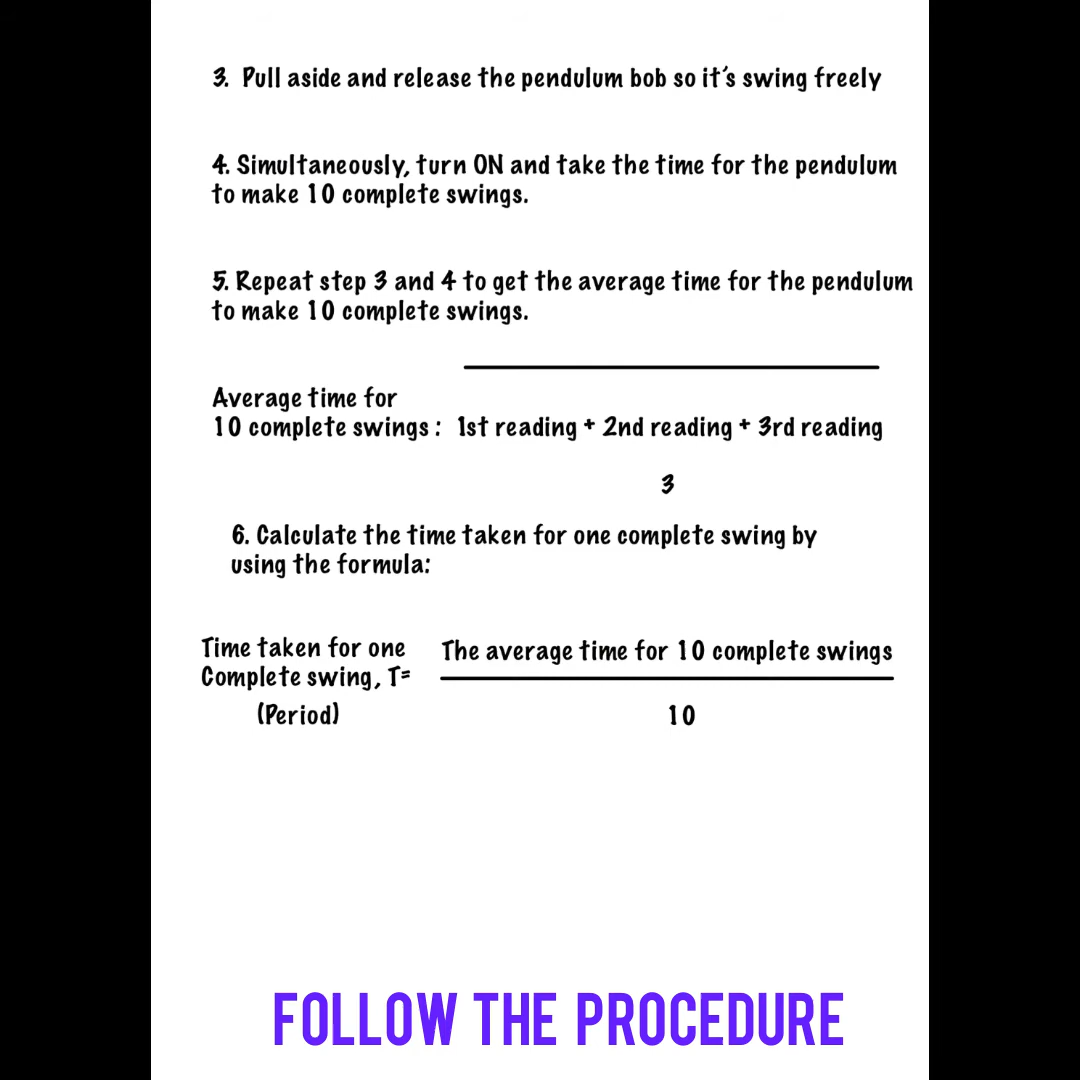 3. Pull aside and release the pendulum bob so it's swing freely
4. Simultaneously, turn ON and take the time for the pendulum
to make 10 complete swings.
5. Repeat step 3 and 4 to get the average time for the pendulum
to make 10 complete swings.
Average time for
10 complete swings : 1st reading + 2nd reading + 3rd reading
3
6. Calculate the time taken for one complete swing by
using the formula:
Time taken for one
Complete swing, T=
(Period)
The average time for 10 complete swings
10
FOLLOW THE PROCEDURE